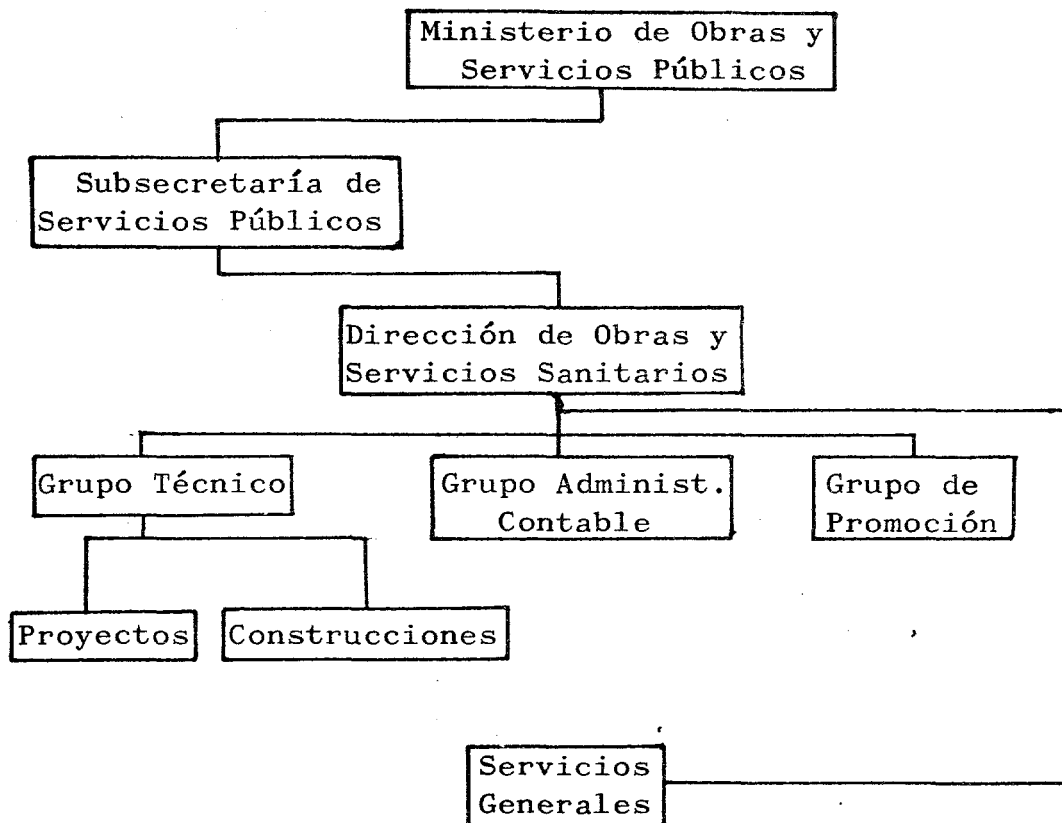 Ministerio de Obras y
Servicios Públicos
Subsecretaría de
Servicios Públicos
Dirección de Obras y
Servicios Sanitarios
Grupo Técnico
Grupo Administ.
Contable
Grupo de
Promoción
Proyectos
Construcciones
Servicios
Generales